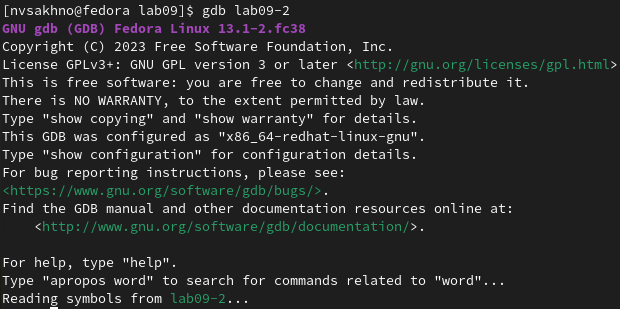 [nvsakhno@fedora lab09]$ gdb lab09-2
GNU gdb (GDB) Fedora Linux 13.1-2.fc38
Copyright (C) 2023 Free Software Foundation, Inc.
License GPLv3+: GNU GPL version 3 or later <http://gnu.org/licenses/gpl.html>
This is free software: you are free to change and redistribute it.
There is NO WARRANTY, to the extent permitted by law.
Type "show copying" and "show warranty" for details.
This GDB was configured as "x86_64-redhat-linux-gnu".
Type "show configuration" for configuration details.
For bug reporting instructions, please see:
<https://www.gnu.org/software/gdb/bugs/>.
Find the GDB manual and other documentation resources online at:
    <http://www.gnu.org/software/gdb/documentation/>.

For help, type "help".
Type "apropos word" to search for commands related to "word"...
Reading symbols from lab09-2...